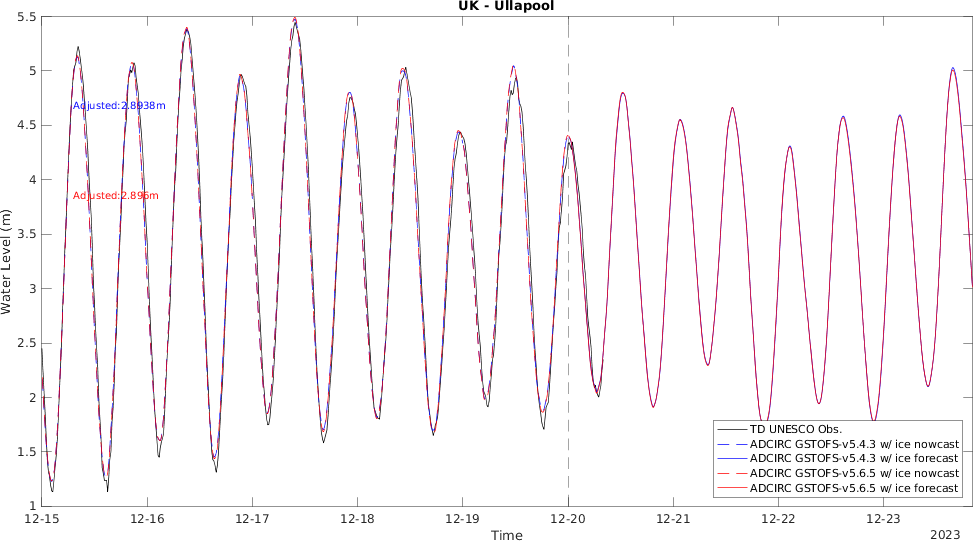 UK - Ullapool
5.5
5
4.5
4
3.5
3
2.5
2
1.5
1
Water Level (m)
Adjusted:2.8938m
Adjusted:2.896m
TD UNESCO Obs.
ADCIRC GSTOFS-v5.4.3 w/ ice nowcast
ADCIRC GSTOFS-v5.4.3 w/ ice forecast
ADCIRC GSTOFS-v5.6.5 w/ ice nowcast
ADCIRC GSTOFS-v5.6.5 w/ ice forecast
12-15 12-16 12-17 12-18 12-19 12-20 12-21 12-22 12-23
Time
2023